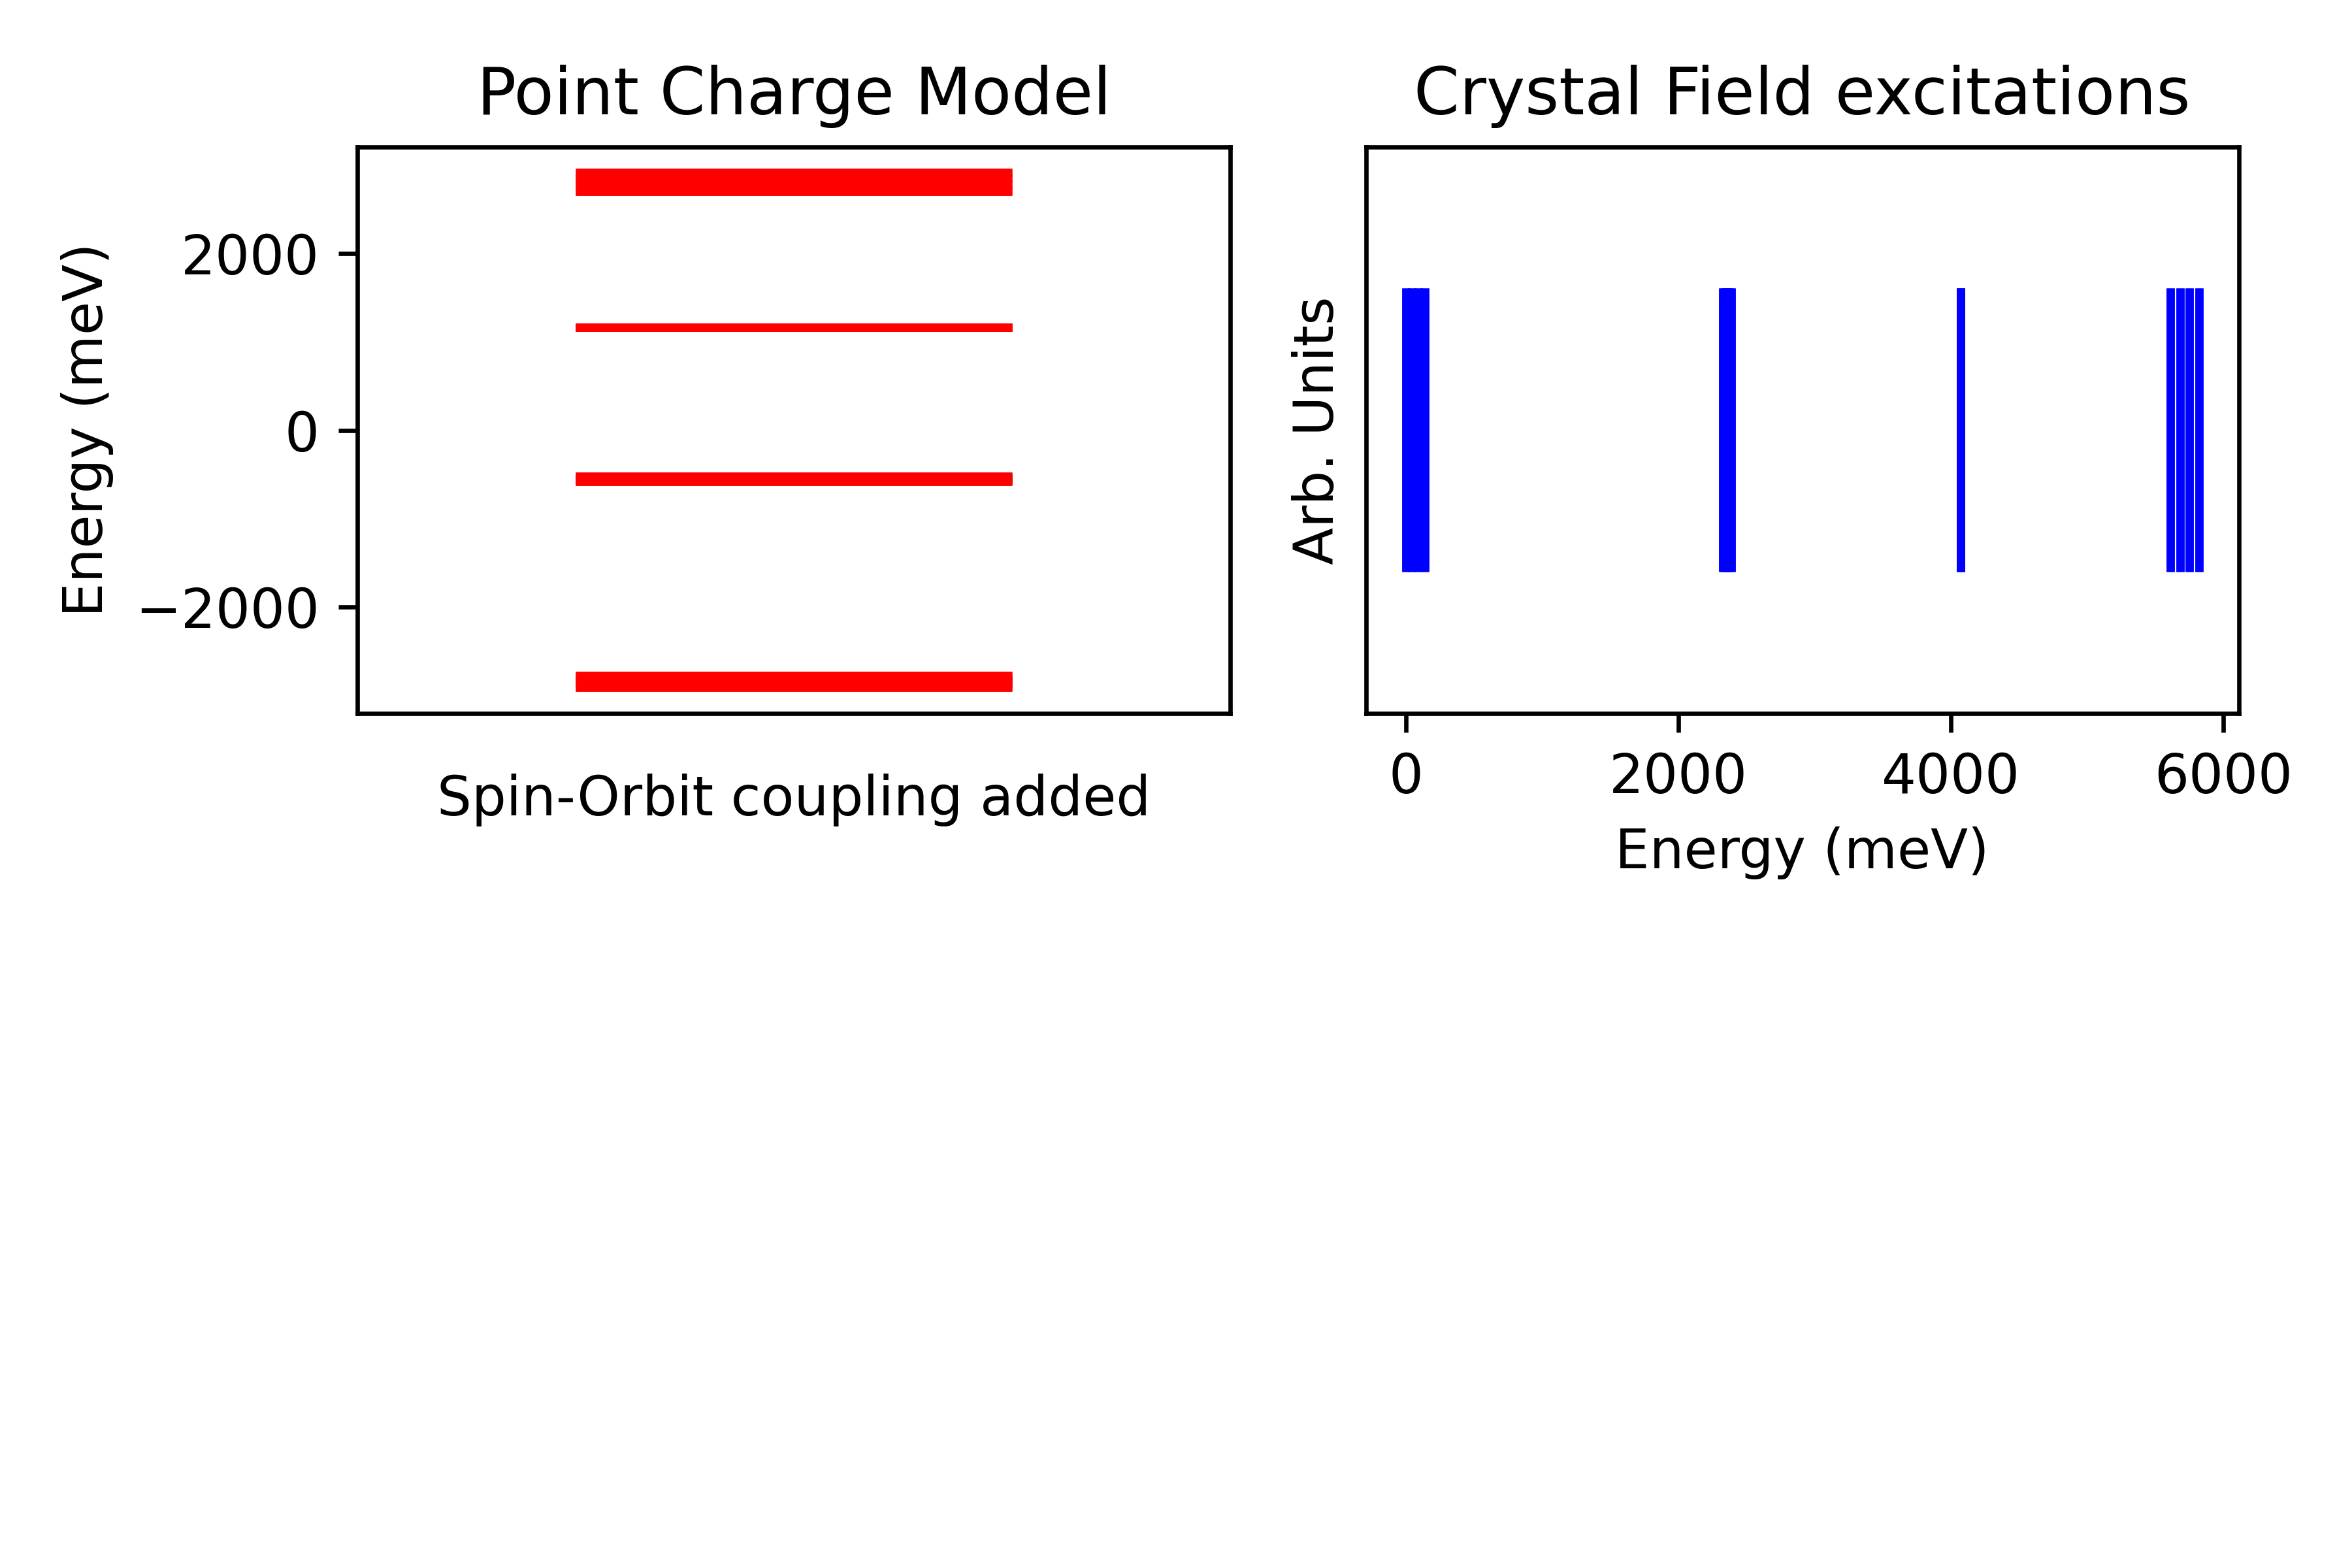 Point Charge Model
Energy (meV)
2000
0
−2000
Spin-Orbit coupling added
Crystal Field excitations
Arb. Units
0 2000 4000 6000
Energy (meV)